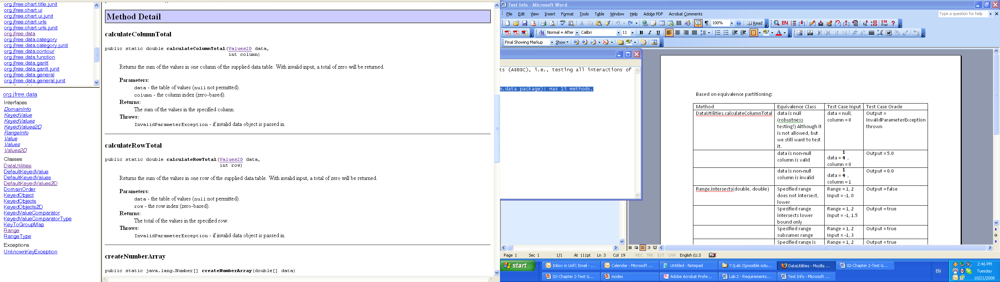 org.jfree.chart.title.junit
org.jfree.chart.ui
org.jfree.chart.ui.junit
org.jfree.chart.urls
org.jfree.chart.urls.junit
org.jfree.data
org.jfree.data.category
org.jfree.data.category.junit
org.jfree.data.contour
org.jfree.data.function
org.jfree.data.gantt
org.jfree.data.gantt.junit
org.jfree.data.general
org.jfree.data.general.junit
org.jfree.data
Interfaces
DomainInfo
KeyedValue
KeyedValues
KeyedValues2D
RangeInfo
Value
Values
Values2D
Classes
DataUtilities
DefaultKeyedValue
DefaultKeyedValues
DefaultKeyedValues2D
DomainOrder
KeyedObject
KeyedObjects
KeyedObjects2D
KeyedValueComparator
KeyedValueComparatorType
KeyToGroupMap
Range
RangeType
Exceptions
UnknownKeyException
Method Detail
calculateColumnTotal
public static double calculateColumnTotal(Values2D data,
int column)
Returns the sum of the values in one column of the supplied data table. With invalid input, a total of zero will be returned.
Parameters:
data - the table of values (null not permitted).
column - the column index (zero-based).
Returns:
The sum of the values in the specified column.
Throws:
InvalidParameterException - if invalid data object is passed in.
calculateRowTotal
public static double calculateRowTotal(Values2D data,
int row)
Returns the sum of the values in one row of the supplied data table. With invalid input, a total of zero will be returned.
Parameters:
data - the table of values (null not permitted).
row - the row index (zero-based).
Returns:
The total of the values in the specified row.
Throws:
InvalidParameterException - if invalid data object is passed in.
createNumberArray
public static java.lang.Number[] createNumberArray(double[] data)
Test Info - Microsoft Word
File Edit View Insert Format Tools Table Window Help Adobe PDF Acrobat Comments
Type a question for help
100% Read EN
Normal + After Calibri 11 B I U
Final Showing Markup Show
ts (A▯B▯C), i.e., testing all interactions of
e.data package): Has 15 methods.
Based on equivalence partitioning:
Method Equivalence Class Test Case Input Test Case Oracle
DataUtilities.calculateColumnTotal
data is null
(robustness
testing!) Although it
is not allowed, but
we still want to test
it.
data = null,
column = 0
Output =
InvalidParameterException
thrown
data is non-null
column is valid
1
data = 4 ,
column = 0
Output = 5.0
data is non-null
column is invalid
1
data = 4 ,
column = 1
Output = 0.0
Range.intersects(double, double)
Specified range
does not intersect,
lower
Range = 1, 2
Input = -1, 0
Output = false
Specified range
intersects lower
bound only
Range = 1, 2
Input = -1, 1.5
Output = true
Specified range
subsumes range
Range = 1, 2
Input = -1, 3
Output = true
Specified range is
Range = 1, 2
Output = true
Page 1 Sec 1 1/1 At 111pt Ln 3 Col 19 REC TRK EXT OVR English (U.S
start
Inbox in UofC Email - ...
Calendar - Microsoft ...
Untitled - Notepad
Y:\Lab 2\possible solu...
DataUtilities - Mozilla ...
02-Chapter 2-Test G...
02-Chapter 2-Test G...
modes
Adobe Acrobat Profe...
Lab 2 - Requirements...
Test Info - Microsoft ...
EN
2:46 PM
Tuesday
10/21/2008